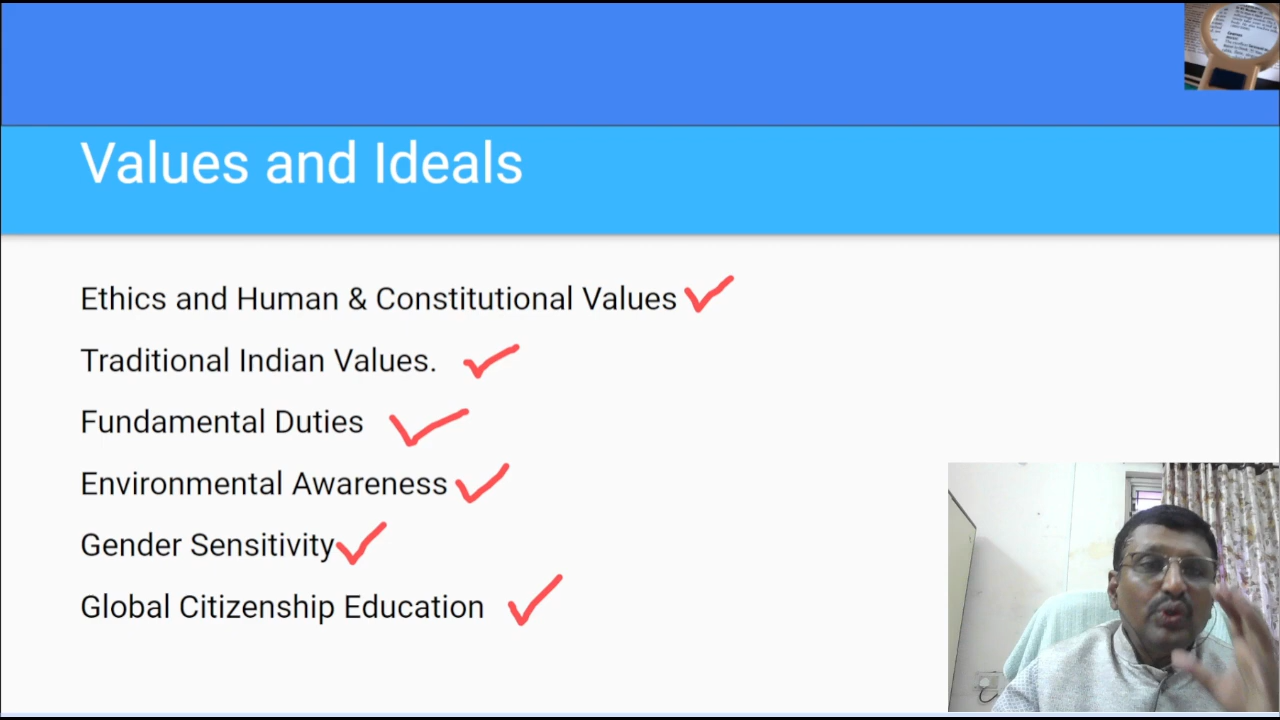 Values and Ideals
Ethics and Human & Constitutional Values
Traditional Indian Values.
Fundamental Duties
Environmental Awareness
Gender Sensitivity
Global Citizenship Education